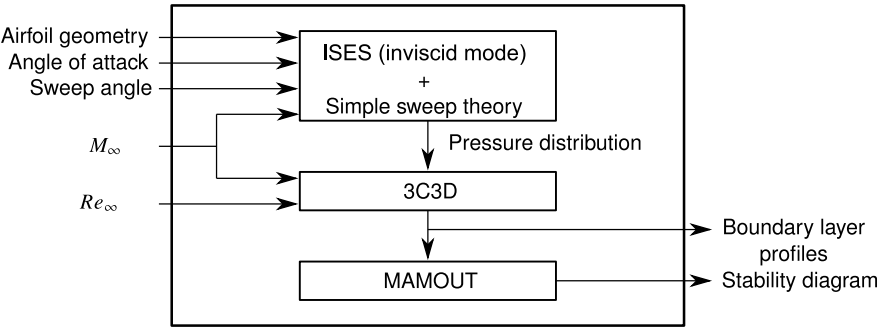 Airfoil geometry
Angle of attack
Sweep angle
M∞
Re∞
ISES (inviscid mode)
+
Simple sweep theory
Pressure distribution
3C3D
MAMOUT
Boundary layer
profiles
Stability diagram